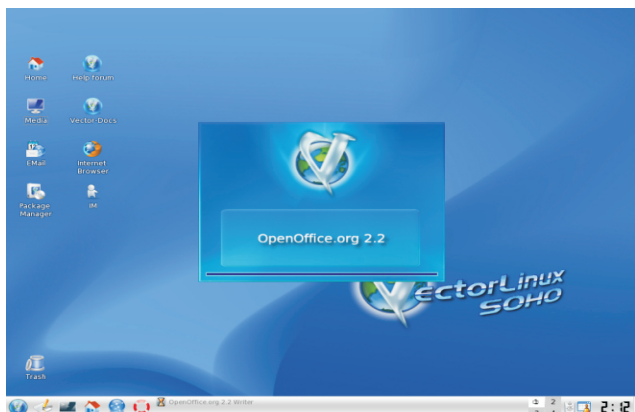 Home
Help forum
Media
Vector-Docs
EMail
Internet
Browser
Package
Manager
IM
OpenOffice.org 2.2
VectorLinux
SOHO
Trash
OpenOffice.org 2.2 Writer
2
2:12